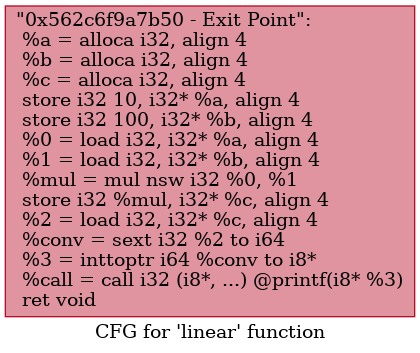 "0x562c6f9a7b50 - Exit Point":
%a = alloca i32, align 4
%b = alloca i32, align 4
%c = alloca i32, align 4
store i32 10, i32* %a, align 4
store i32 100, i32* %b, align 4
%0 = load i32, i32* %a, align 4
%1 = load i32, i32* %b, align 4
%mul = mul nsw i32 %0, %1
store i32 %mul, i32* %c, align 4
%2 = load i32, i32* %c, align 4
%conv = sext i32 %2 to i64
%3 = inttoptr i64 %conv to i8*
%call = call i32 (i8*, ...) @printf(i8* %3)
ret void
CFG for 'linear' function